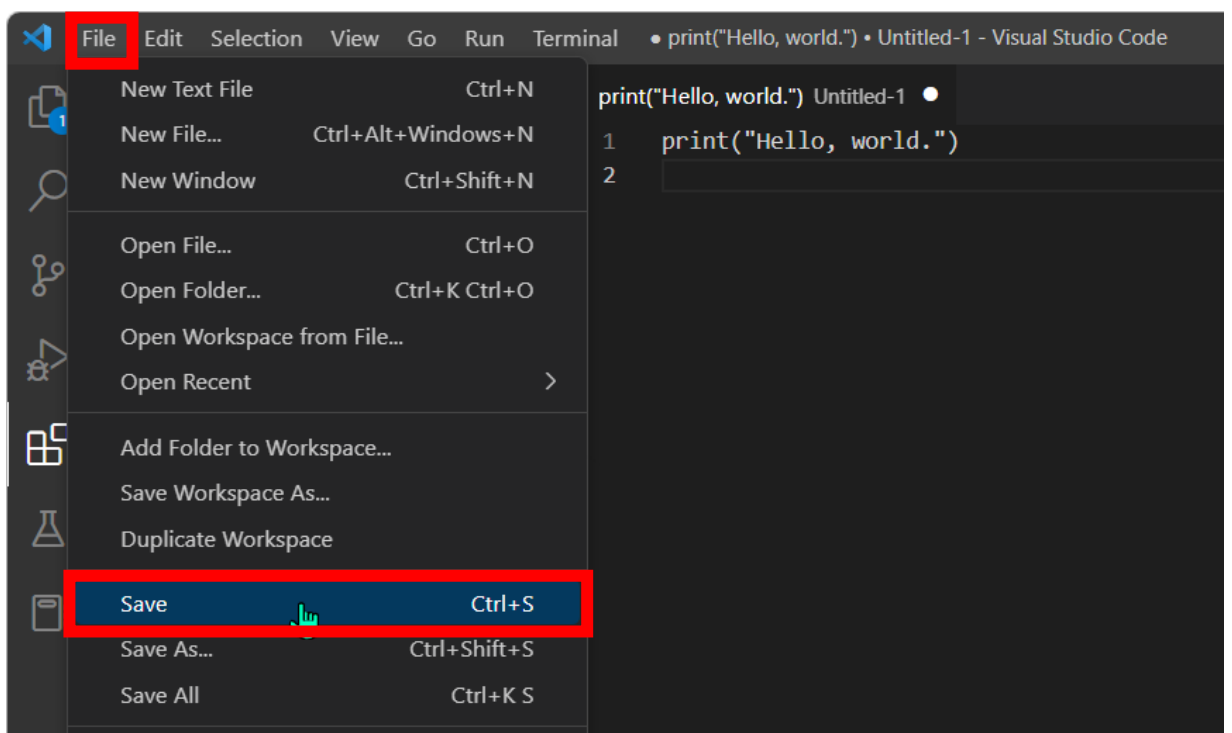 File Edit Selection View Go Run Terminal ● print("Hello, world.") • Untitled-1 - Visual Studio Code
New Text File Ctrl+N
New File... Ctrl+Alt+Windows+N
New Window Ctrl+Shift+N
Open File... Ctrl+O
Open Folder... Ctrl+K Ctrl+O
Open Workspace from File...
Open Recent
Add Folder to Workspace...
Save Workspace As...
Duplicate Workspace
Save Ctrl+S
Save As... Ctrl+Shift+S
Save All Ctrl+K S
1
print("Hello, world.") Untitled-1 ●
1 print("Hello, world.")
2